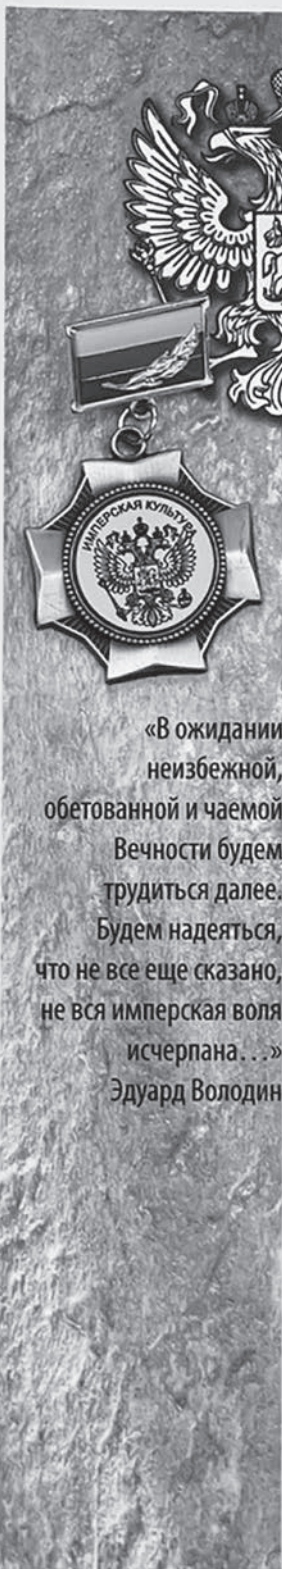 ИМПЕРСКАЯ КУЛЬТУРА
«В ожидании
неизбежной,
обетованной и чаемой
Вечности будем
трудиться далее.
Будем надеяться,
что не все еще сказано,
не вся имперская воля
исчерпана...»
Эдуард Володин